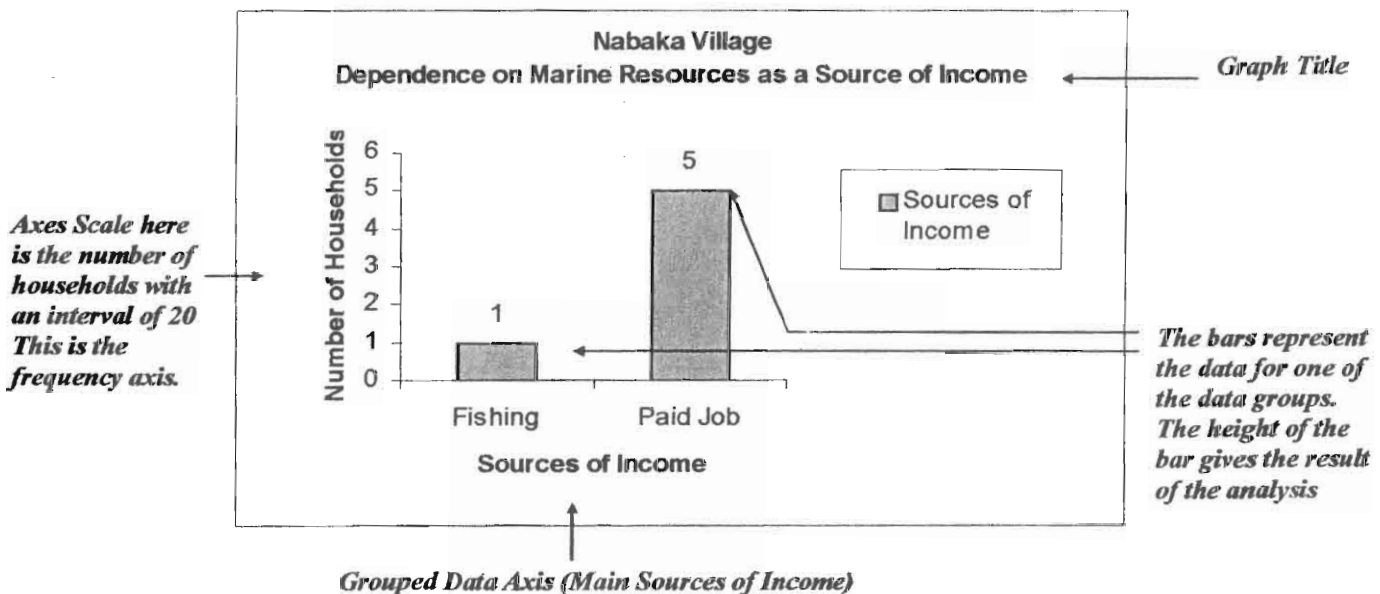 Nabaka Village
Dependence on Marine Resources as a Source of Income
Graph Title
Number of Households
6
5
4
3
2
1
0
1
5
Fishing
Paid Job
Sources of Income
Sources of
Income
Axes Scale here
is the number of
households with
an interval of 20
This is the
frequency axis.
The bars represent
the data for one of
the data groups.
The height of the
bar gives the result
of the analysis
Grouped Data Axis (Main Sources of Income)